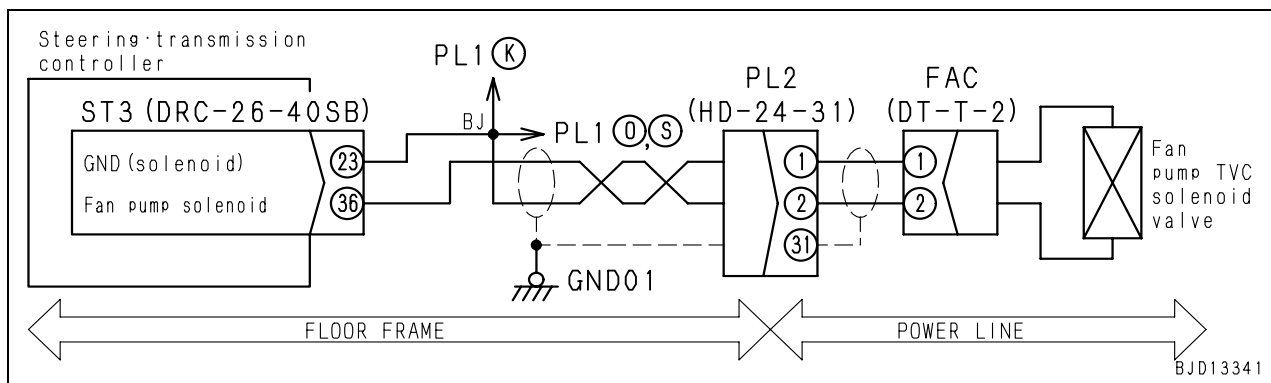 Steering·transmission
controller
PL1 K
PL2
FAC
ST3 (DRC-26-40SB)
BJ
PL1 O,S
(HD-24-31)
(DT-T-2)
GND (solenoid)
23
1
1
Fan
pump TVC
solenoid
valve
Fan pump solenoid
36
2
2
31
GND01
FLOOR FRAME
POWER LINE
BJD13341